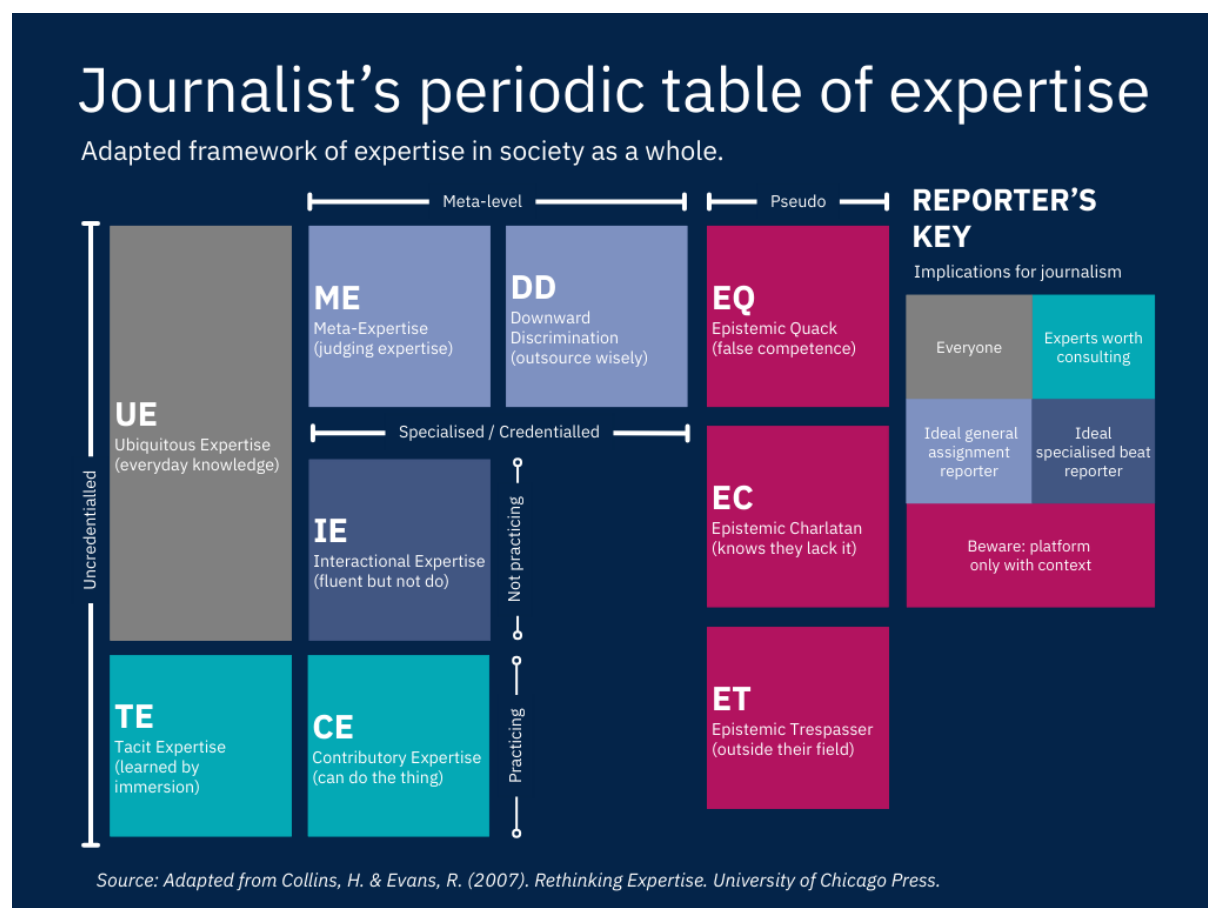 Journalist’s periodic table of expertise
Adapted framework of expertise in society as a whole.
Meta-level
Pseudo
REPORTER’S
KEY
Implications for journalism
Uncredentialled
UE
Ubiquitous Expertise
(everyday knowledge)
ME
Meta-Expertise
(judging expertise)
DD
Downward
Discrimination
(outsource wisely)
EQ
Epistemic Quack
(false competence)
Everyone
Experts worth
consulting
Ideal general
assignment
reporter
Ideal
specialised beat
reporter
Beware: platform
only with context
Specialised / Credentialled
IE
Interactional Expertise
(fluent but not do)
Not practicing
EC
Epistemic Charlatan
(knows they lack it)
TE
Tacit Expertise
(learned by
immersion)
CE
Contributory Expertise
(can do the thing)
Practicing
ET
Epistemic Trespasser
(outside their field)
Source: Adapted from Collins, H. & Evans, R. (2007). Rethinking Expertise. University of Chicago Press.